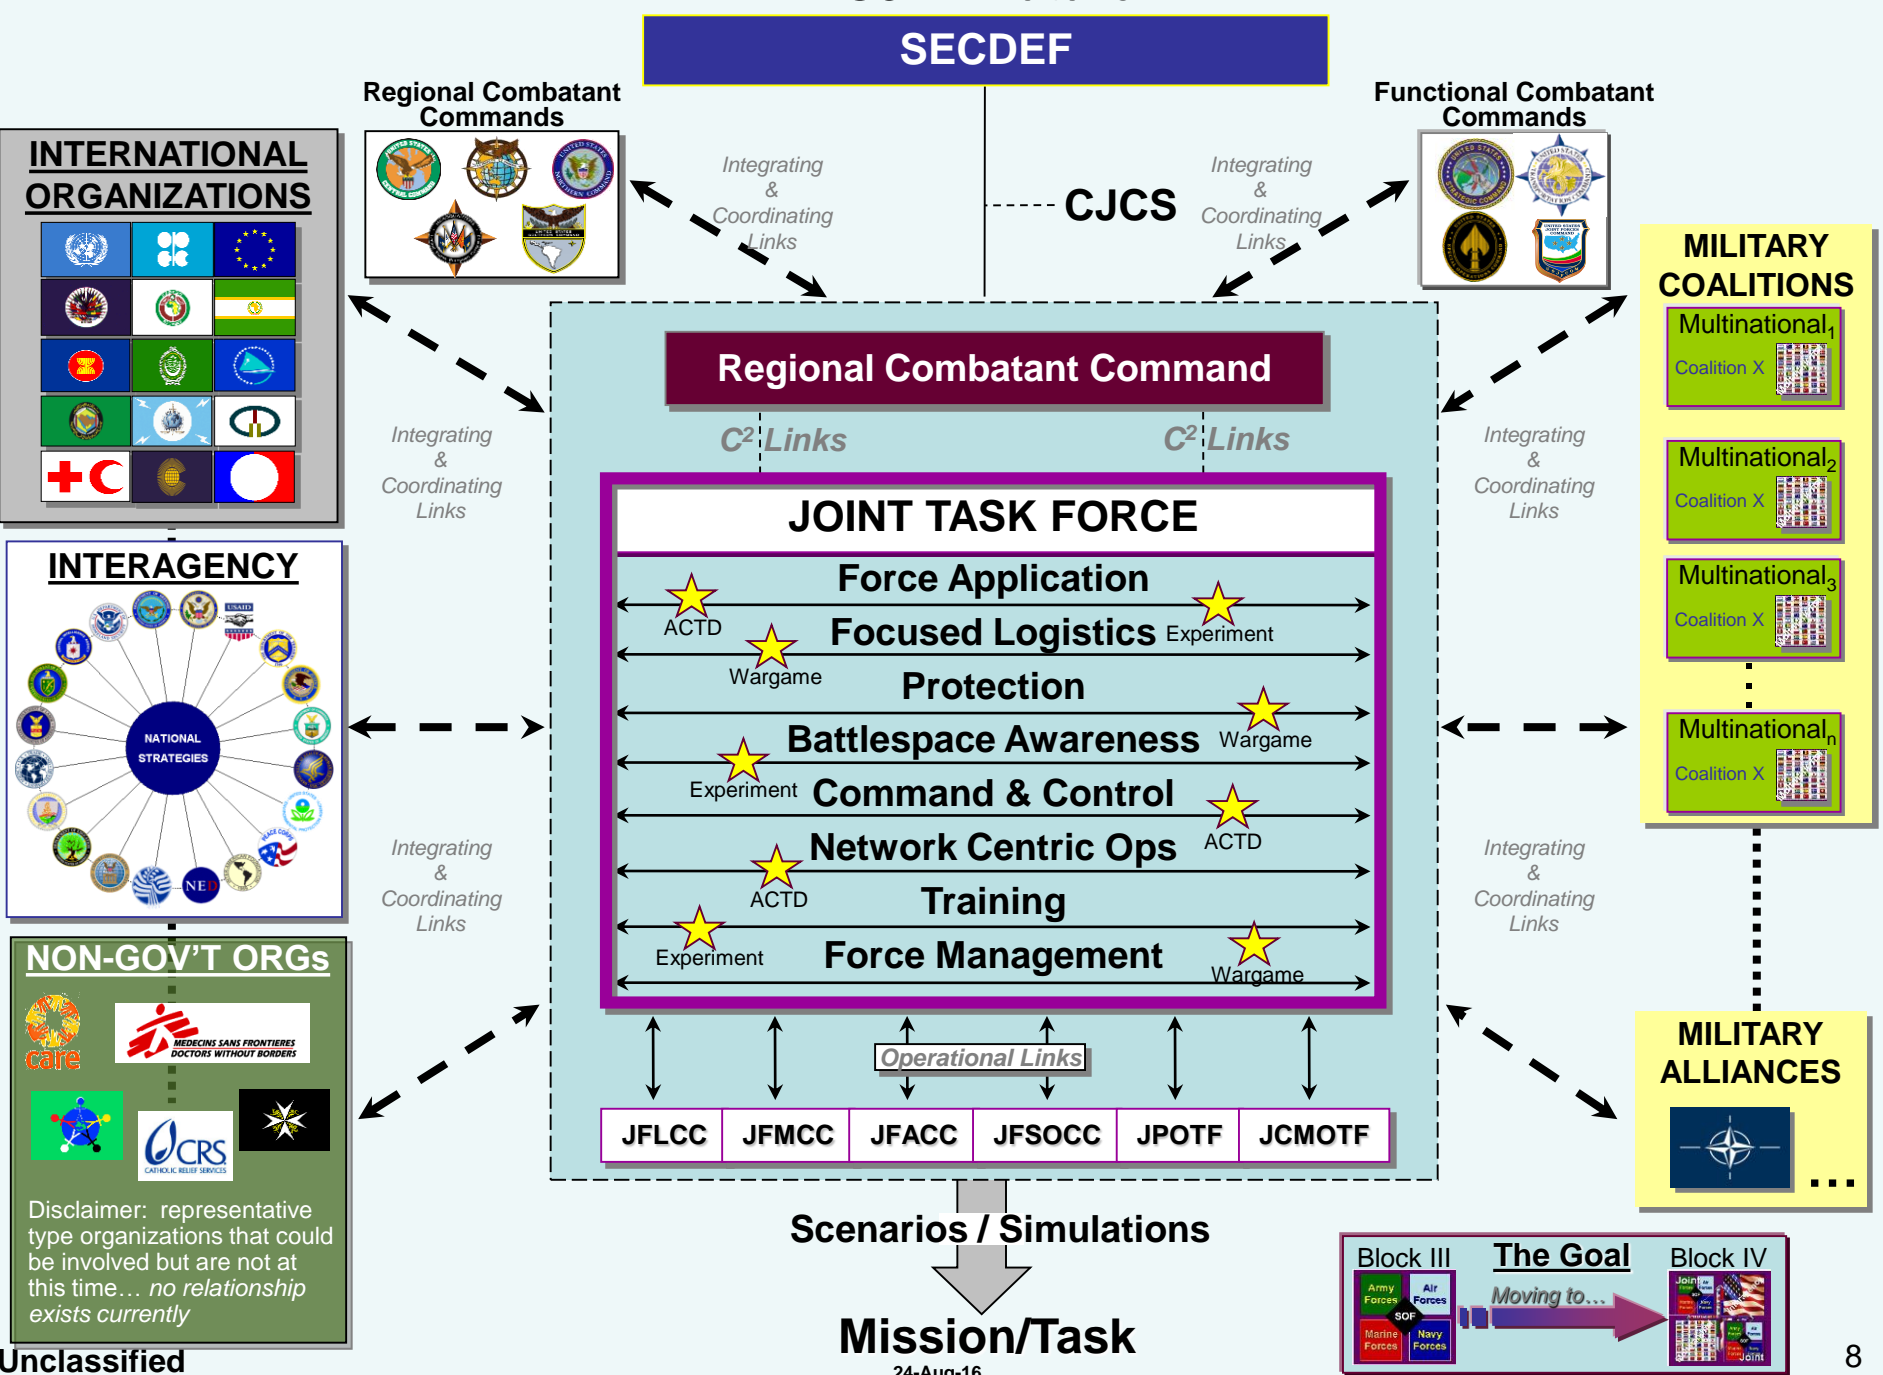 SECDEF
Regional Combatant
Commands
Functional Combatant
Commands
Integrating
&
Coordinating
Links
CJCS
Integrating
&
Coordinating
Links
INTERNATIONAL
ORGANIZATIONS
MILITARY
COALITIONS
Multinational1
Coalition X
Multinational2
Coalition X
Multinational3
Coalition X
Multinationaln
Coalition X
Regional Combatant Command
C2 Links
C2 Links
Integrating
&
Coordinating
Links
Integrating
&
Coordinating
Links
JOINT TASK FORCE
Force Application
ACTD
Experiment
Focused Logistics
Wargame
Protection
Wargame
Battlespace Awareness
Experiment
Command & Control
ACTD
Network Centric Ops
ACTD
Training
Experiment
Force Management
Wargame
INTERAGENCY
USAID
NATIONAL
STRATEGIES
PEACE CORPS
NED
Integrating
&
Coordinating
Links
Integrating
&
Coordinating
Links
NON-GOV'T ORGs
care
MEDECINS SANS FRONTIERES
DOCTORS WITHOUT BORDERS
CRS
CATHOLIC RELIEF SERVICES
Disclaimer: representative
type organizations that could
be involved but are not at
this time… no relationship
exists currently
Operational Links
JFLCC JFMCC JFACC JFSOCC JPOTF JCMOTF
MILITARY
ALLIANCES
...
Scenarios / Simulations
Mission/Task
Block III The Goal Block IV
Moving to…
Army
Forces
Air
Forces
SOF
Marine
Forces
Navy
Forces
Joint
Joint
Unclassified
24-Aug-16
8